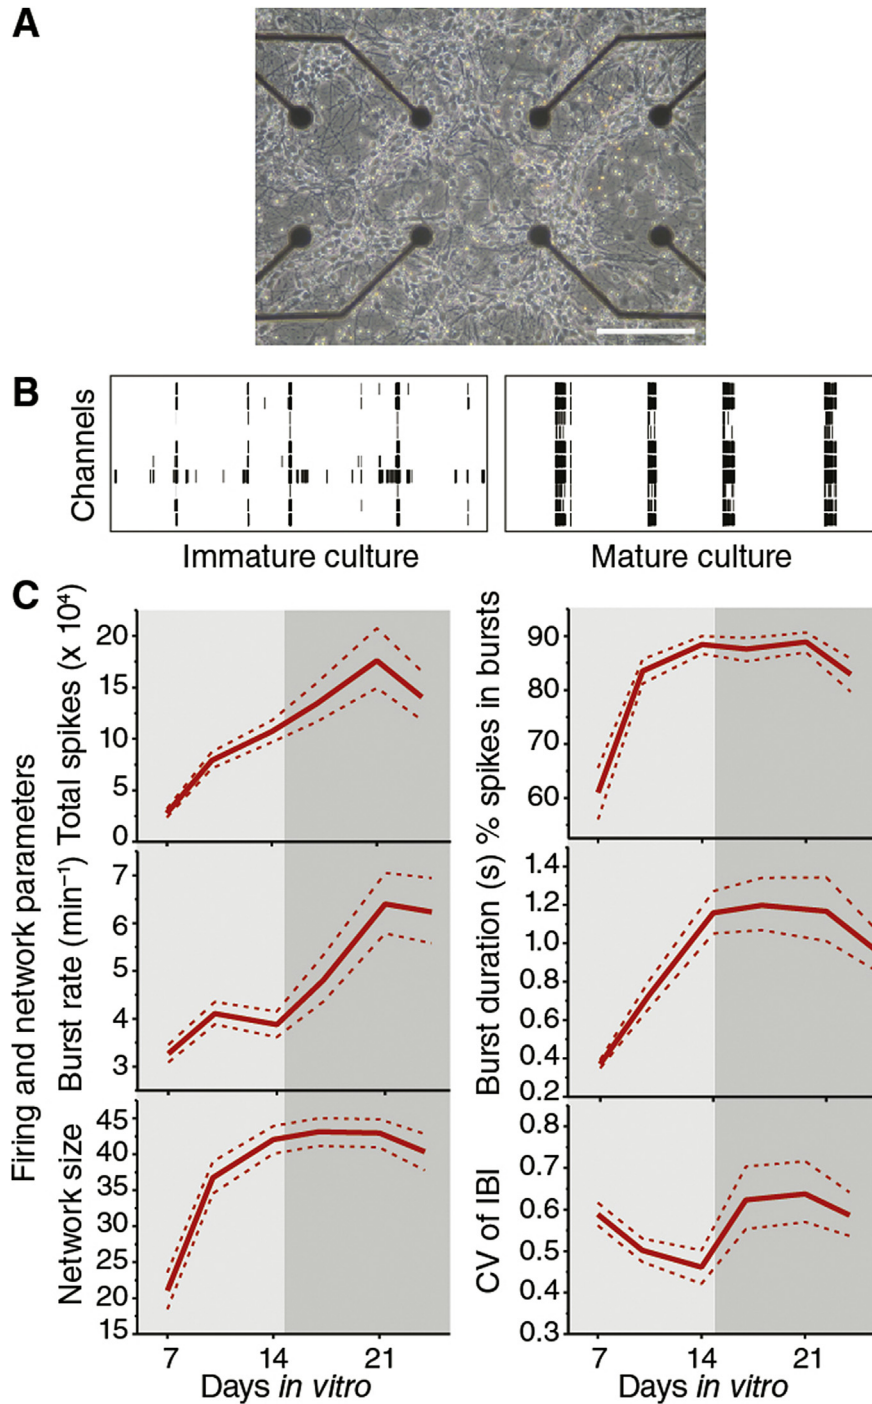 A
B
Channels
Immature culture
Mature culture
C
Firing and network parameters
Total spikes (x 10⁴)
20
15
10
5
0
% spikes in bursts
90
80
70
60
Burst rate (min⁻¹)
7
6
5
4
3
Burst duration (s)
1.4
1.2
1.0
0.8
0.6
0.4
0.2
Network size
45
40
35
30
25
20
15
CV of IBI
0.8
0.7
0.6
0.5
0.4
0.3
7 14 21
Days in vitro
7 14 21
Days in vitro